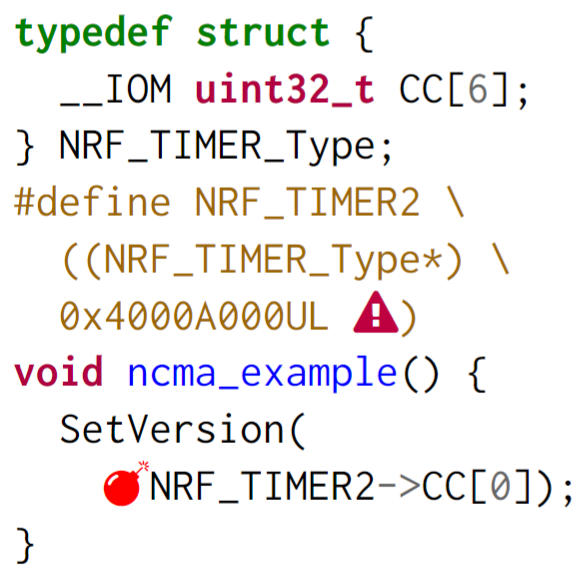 typedef struct {
__IOM uint32_t CC[6];
} NRF_TIMER_Type;
#define NRF_TIMER2 \
((NRF_TIMER_Type*) \
0x4000A000UL ⚠)
void ncma_example() {
SetVersion(
💣NRF_TIMER2->CC[0]);
}